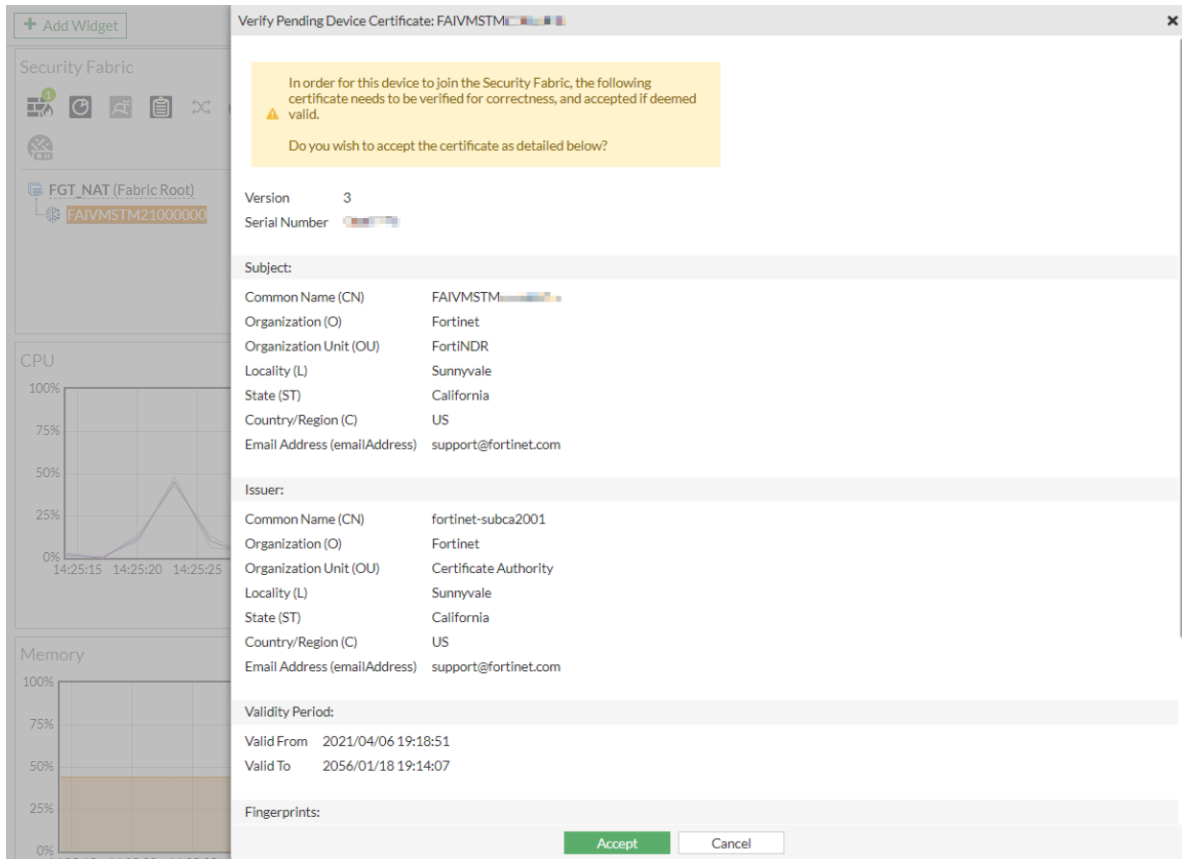 + Add Widget
Verify Pending Device Certificate: FAIVMSTM
Security Fabric
1
FGT_NAT (Fabric Root)
FAIVMSTM21000000
In order for this device to join the Security Fabric, the following
certificate needs to be verified for correctness, and accepted if deemed
valid.
Do you wish to accept the certificate as detailed below?
Version 3
Serial Number
Subject:
Common Name (CN) FAIVMSTM
Organization (O) Fortinet
Organization Unit (OU) FortiNDR
Locality (L) Sunnyvale
State (ST) California
Country/Region (C) US
Email Address (emailAddress) support@fortinet.com
Issuer:
Common Name (CN) fortinet-subca2001
Organization (O) Fortinet
Organization Unit (OU) Certificate Authority
Locality (L) Sunnyvale
State (ST) California
Country/Region (C) US
Email Address (emailAddress) support@fortinet.com
Validity Period:
Valid From 2021/04/06 19:18:51
Valid To 2056/01/18 19:14:07
Fingerprints:
Accept Cancel
CPU
100%
75%
50%
25%
0%
14:25:15 14:25:20 14:25:25
Memory
100%
75%
50%
25%
0%